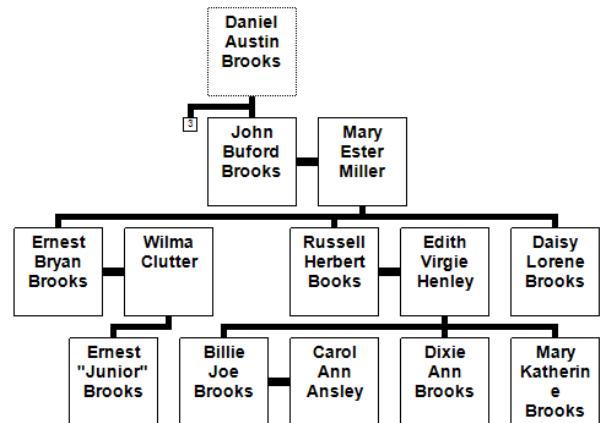 Daniel
Austin
Brooks
3
John
Buford
Brooks
Mary
Ester
Miller
Ernest
Bryan
Brooks
Wilma
Clutter
Russell
Herbert
Books
Edith
Virgie
Henley
Daisy
Lorene
Brooks
Ernest
"Junior"
Brooks
Billie
Joe
Brooks
Carol
Ann
Ansley
Dixie
Ann
Brooks
Mary
Katherin
e
Brooks